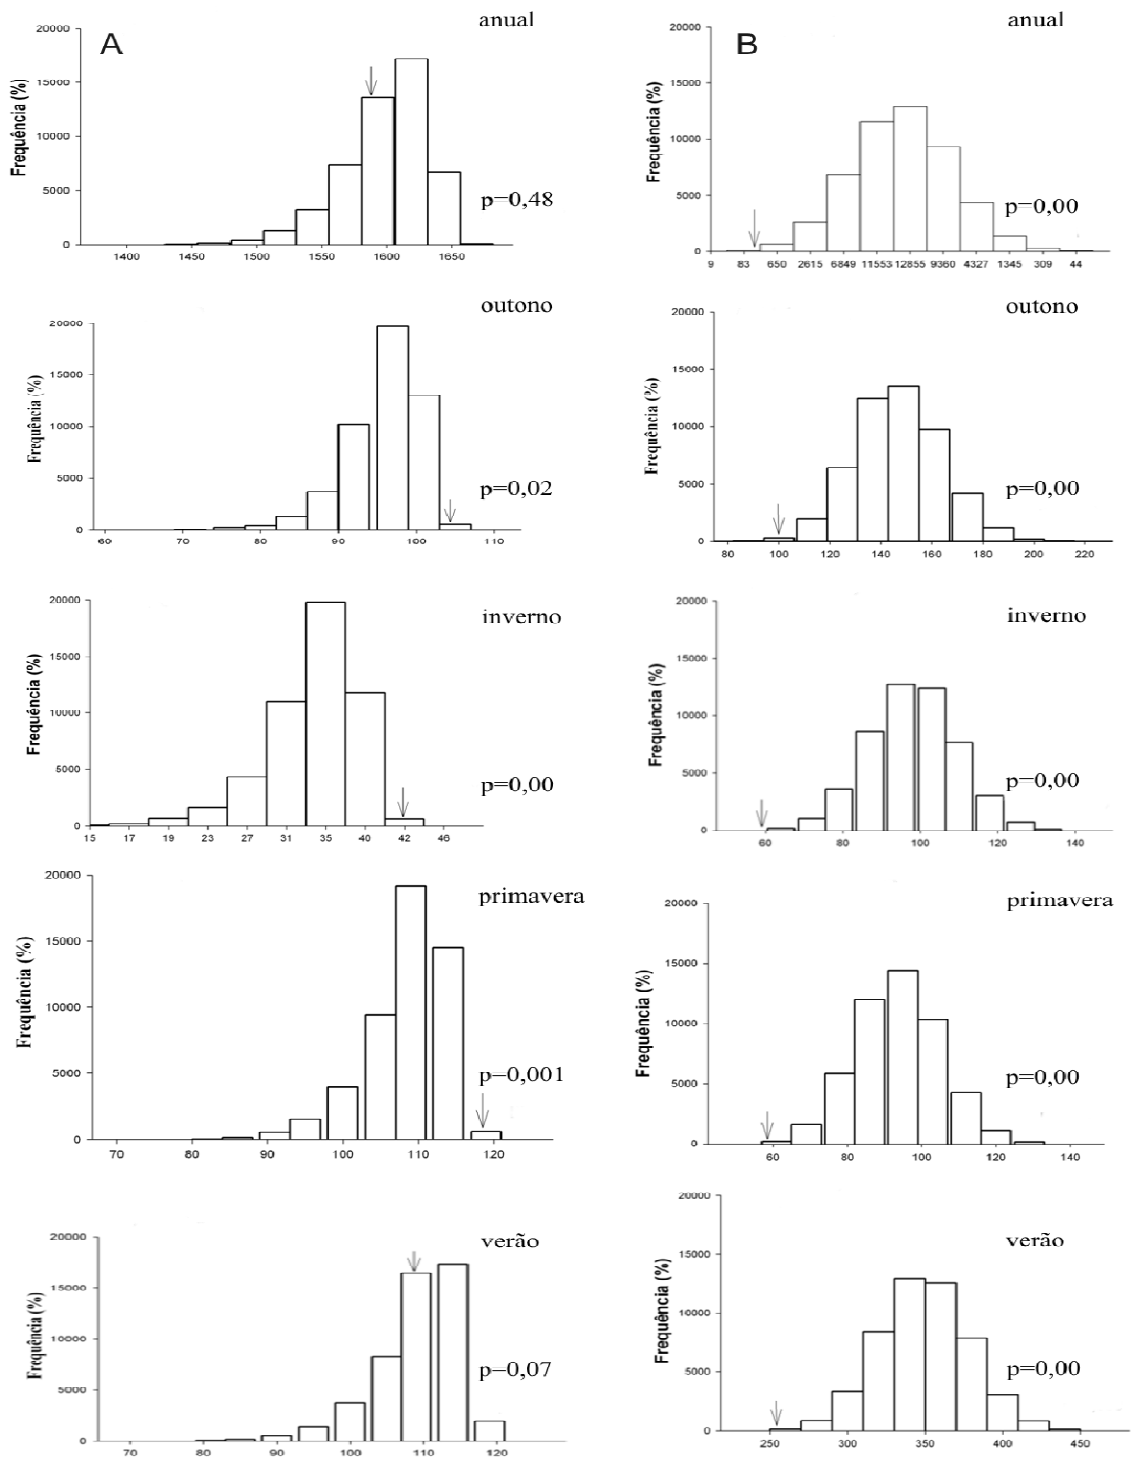 A
anual
Frequência (%)
20000
15000
10000
5000
0
p=0,48
1400 1450 1500 1550 1600 1650
B
anual
Frequência (%)
20000
15000
10000
5000
0
p=0,00
9 83 650 2615 6849 11553 12855 9360 4327 1345 309 44
outono
Frequência (%)
20000
15000
10000
5000
0
p=0,02
60 70 80 90 100 110
outono
Frequência (%)
20000
15000
10000
5000
0
p=0,00
80 100 120 140 160 180 200 220
inverno
Frequência (%)
20000
15000
10000
5000
0
p=0,00
15 17 19 23 27 31 35 40 42 46
inverno
Frequência (%)
20000
15000
10000
5000
0
p=0,00
60 80 100 120 140
primavera
Frequência (%)
20000
15000
10000
5000
0
p=0,001
70 80 90 100 110 120
primavera
Frequência (%)
20000
15000
10000
5000
0
p=0,00
60 80 100 120 140
verão
Frequência (%)
20000
15000
10000
5000
0
p=0,07
70 80 90 100 110 120
verão
Frequência (%)
20000
15000
10000
5000
0
p=0,00
250 300 350 400 450